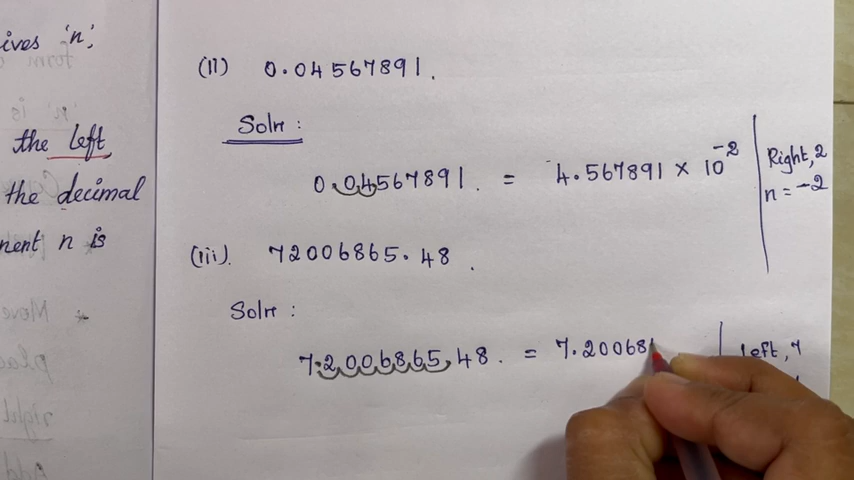 ives 'n'.
the left
the decimal
nent n is
(ii) 0.04567891.
Soln :
0.04567891. = 4.567891 × 10⁻²
Right, 2
n = -2
(iii). 72006865.48.
Soln :
7.2006865.48. = 7.20068
left, 7